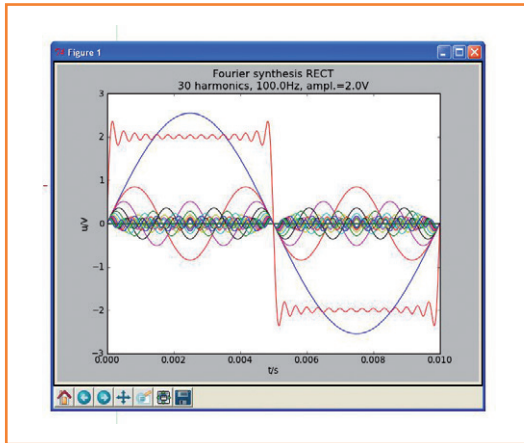 Figure 1
Fourier synthesis RECT
30 harmonics, 100.0Hz, ampl.=2.0V
3
2
1
0
−1
−2
−3
u/V
0.000 0.002 0.004 0.006 0.008 0.010
t/s